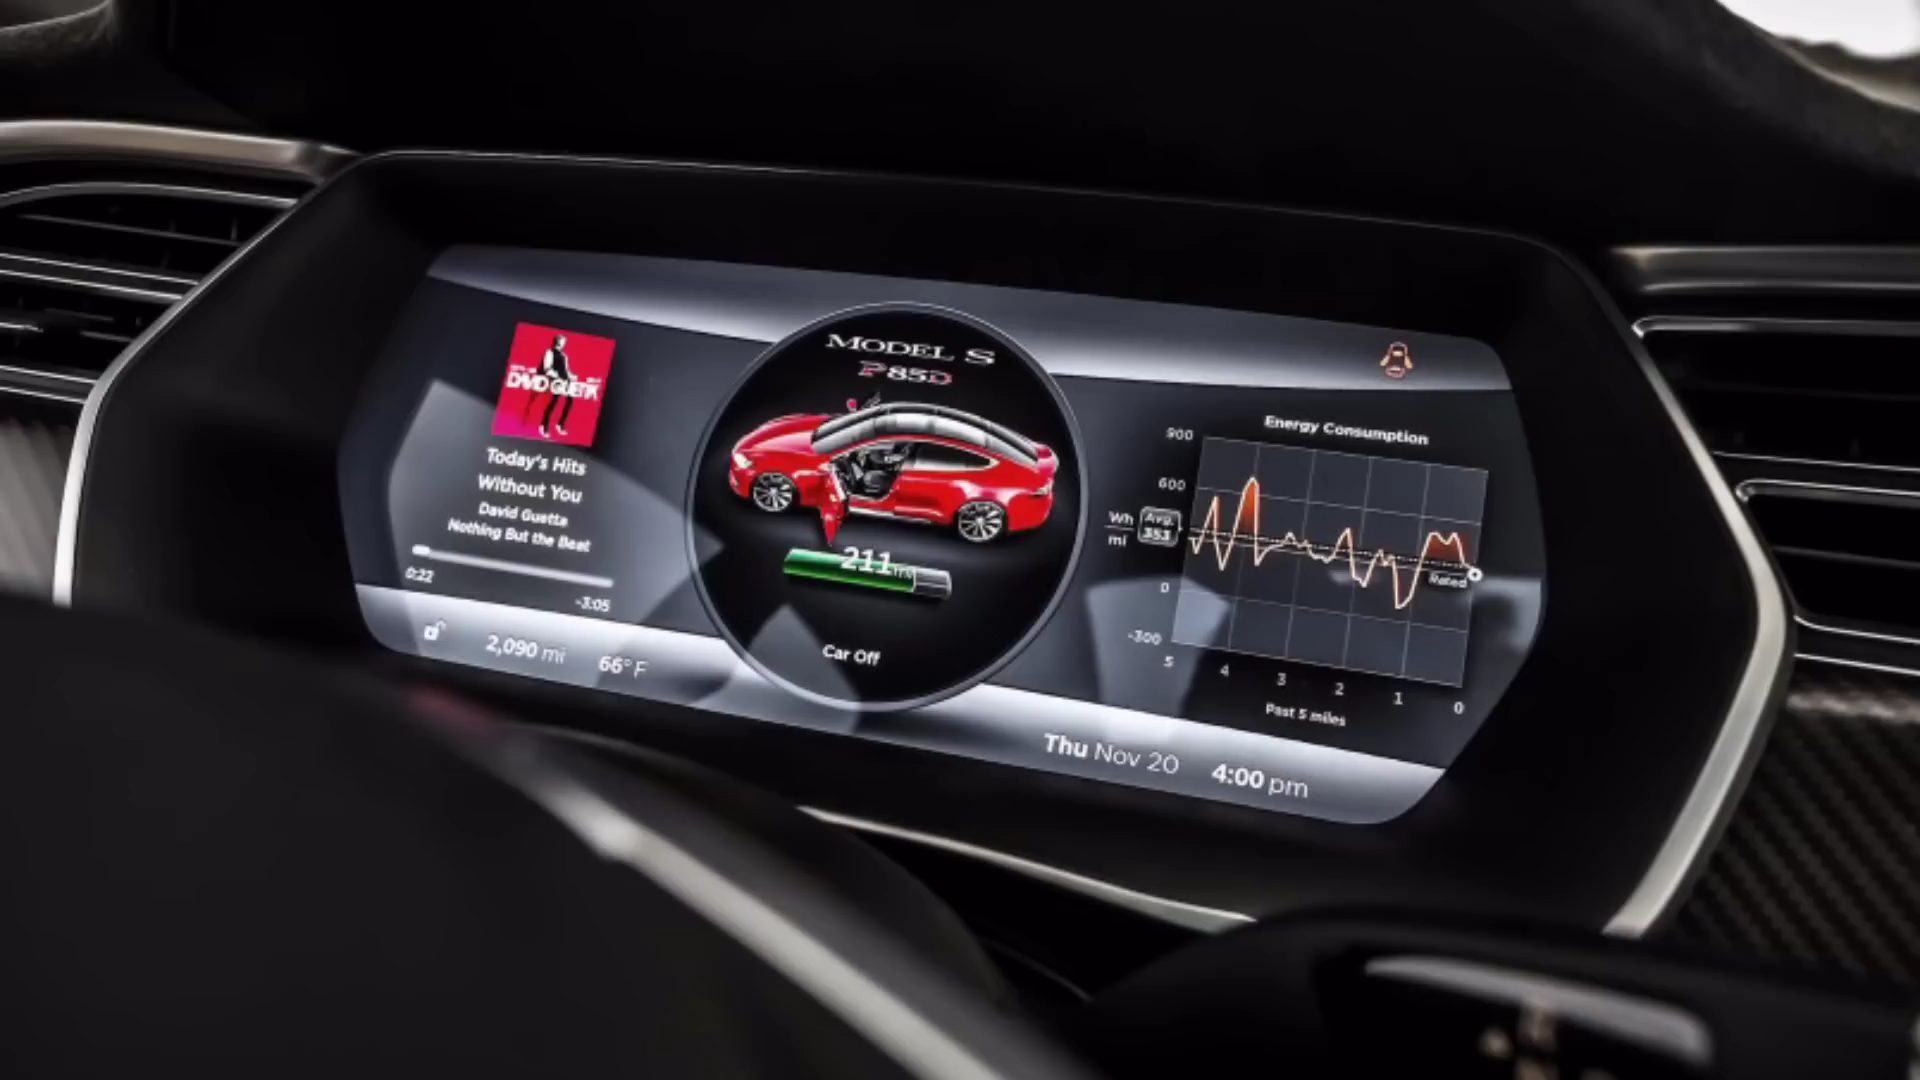 DAVID GUETTA
Today's Hits
Without You
David Guetta
Nothing But the Beat
0:22
-3:05
2,090 mi
66° F
MODEL S
P85D
211 mi
Car Off
Energy Consumption
900
600
Wh
mi
Avg.
353
0
-300
Rated
5 4 3 2 1 0
Past 5 miles
Thu Nov 20
4:00 pm